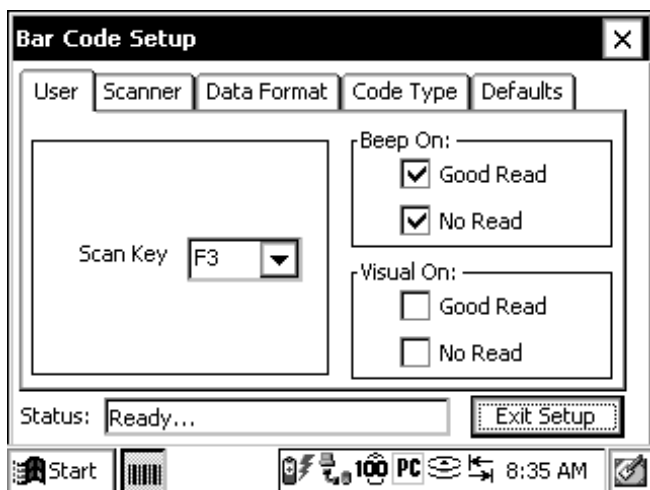 Bar Code Setup
User Scanner Data Format Code Type Defaults
Beep On:
Good Read
No Read
Scan Key F3
Visual On:
Good Read
No Read
Status: Ready... Exit Setup
Start 100 PC 8:35 AM